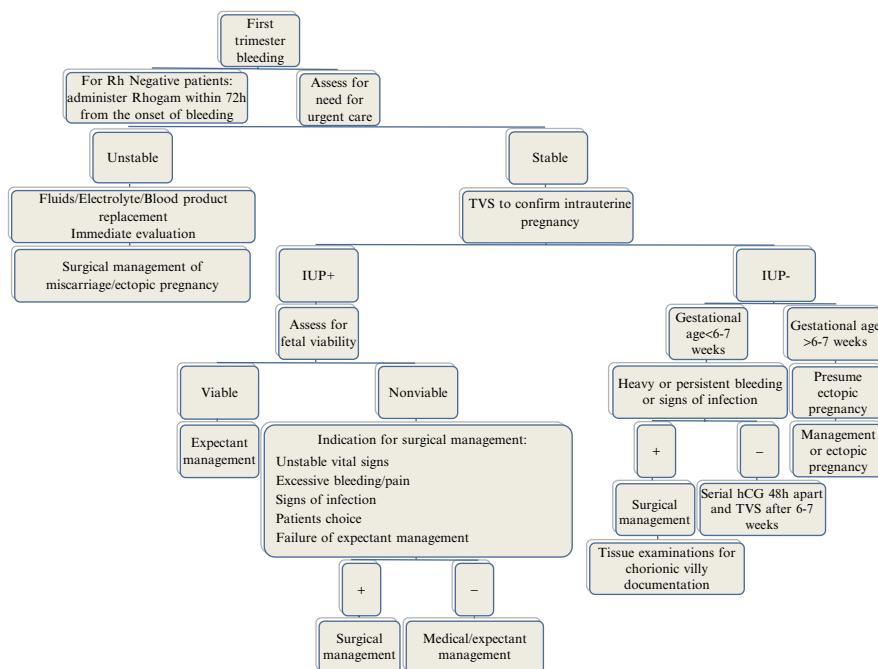 First
trimester
bleeding
For Rh Negative patients:
administer Rhogam within 72h
from the onset of bleeding
Assess for
need for
urgent care
Unstable
Stable
Fluids/Electrolyte/Blood product
replacement
Immediate evaluation
TVS to confirm intrauterine
pregnancy
Surgical management of
miscarriage/ectopic pregnancy
IUP+
IUP-
Assess for
fetal viability
Gestational
age<6-7
weeks
Gestational age
>6-7 weeks
Viable
Nonviable
Heavy or persistent bleeding
or signs of infection
Presume
ectopic
pregnancy
Expectant
management
Indication for surgical management:
Unstable vital signs
Excessive bleeding/pain
Signs of infection
Patients choice
Failure of expectant management
+
–
Management
or ectopic
pregnancy
Surgical
management
Serial hCG 48h apart
and TVS after 6-7
weeks
Tissue examinations for
chorionic villy
documentation
+
–
Surgical
management
Medical/expectant
management